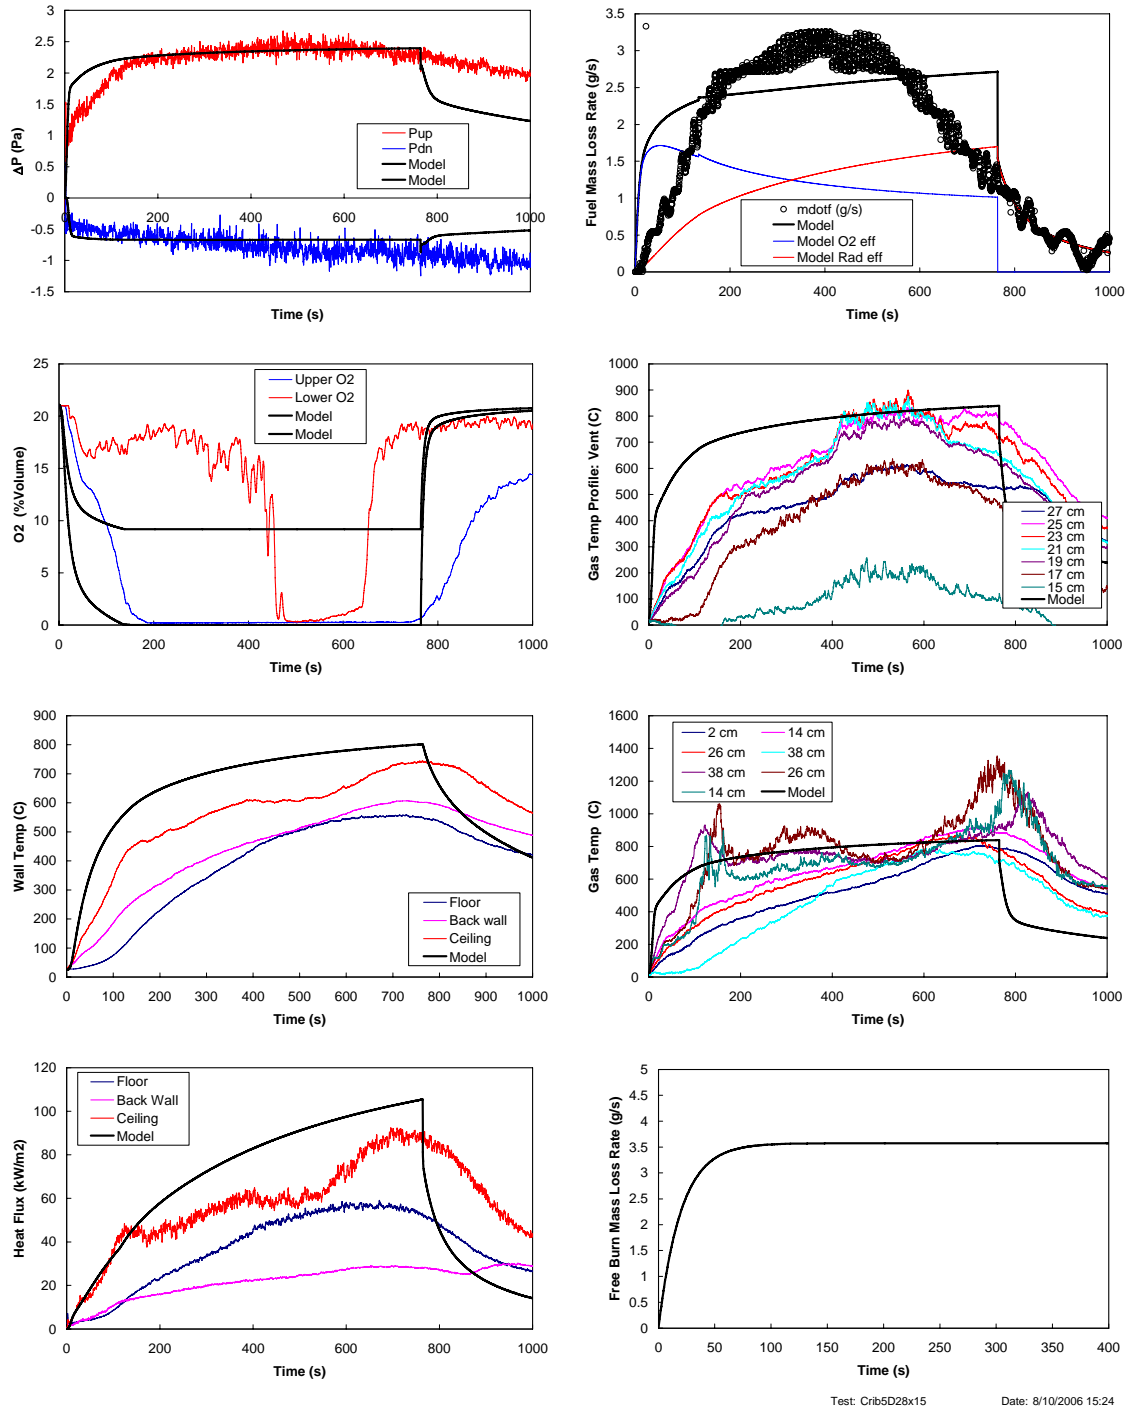 3
2.5
2
1.5
1
0.5
0
-0.5
-1
-1.5
ΔP (Pa)
0 200 400 600 800 1000
Pup
Pdn
Model
Model
Time (s)
3.5
3
2.5
2
1.5
1
0.5
0
Fuel Mass Loss Rate (g/s)
mdotf (g/s)
Model
Model O2 eff
Model Rad eff
0 200 400 600 800 1000
Time (s)
25
20
15
10
5
0
O2 (%Volume)
Upper O2
Lower O2
Model
Model
0 200 400 600 800 1000
Time (s)
1000
900
800
700
600
500
400
300
200
100
0
Gas Temp Profile: Vent (C)
27 cm
25 cm
23 cm
21 cm
19 cm
17 cm
15 cm
Model
0 200 400 600 800 1000
Time (s)
900
800
700
600
500
400
300
200
100
0
Wall Temp (C)
Floor
Back wall
Ceiling
Model
0 100 200 300 400 500 600 700 800 900 1000
Time (s)
1600
1400
1200
1000
800
600
400
200
0
Gas Temp (C)
2 cm 14 cm
26 cm 38 cm
38 cm 26 cm
14 cm Model
0 200 400 600 800 1000
Time (s)
120
100
80
60
40
20
0
Heat Flux (kW/m2)
Floor
Back Wall
Ceiling
Model
0 200 400 600 800 1000
Time (s)
5
4.5
4
3.5
3
2.5
2
1.5
1
0.5
0
Free Burn Mass Loss Rate (g/s)
0 50 100 150 200 250 300 350 400
Time (s)
Test: Crib5D28x15 Date: 8/10/2006 15:24